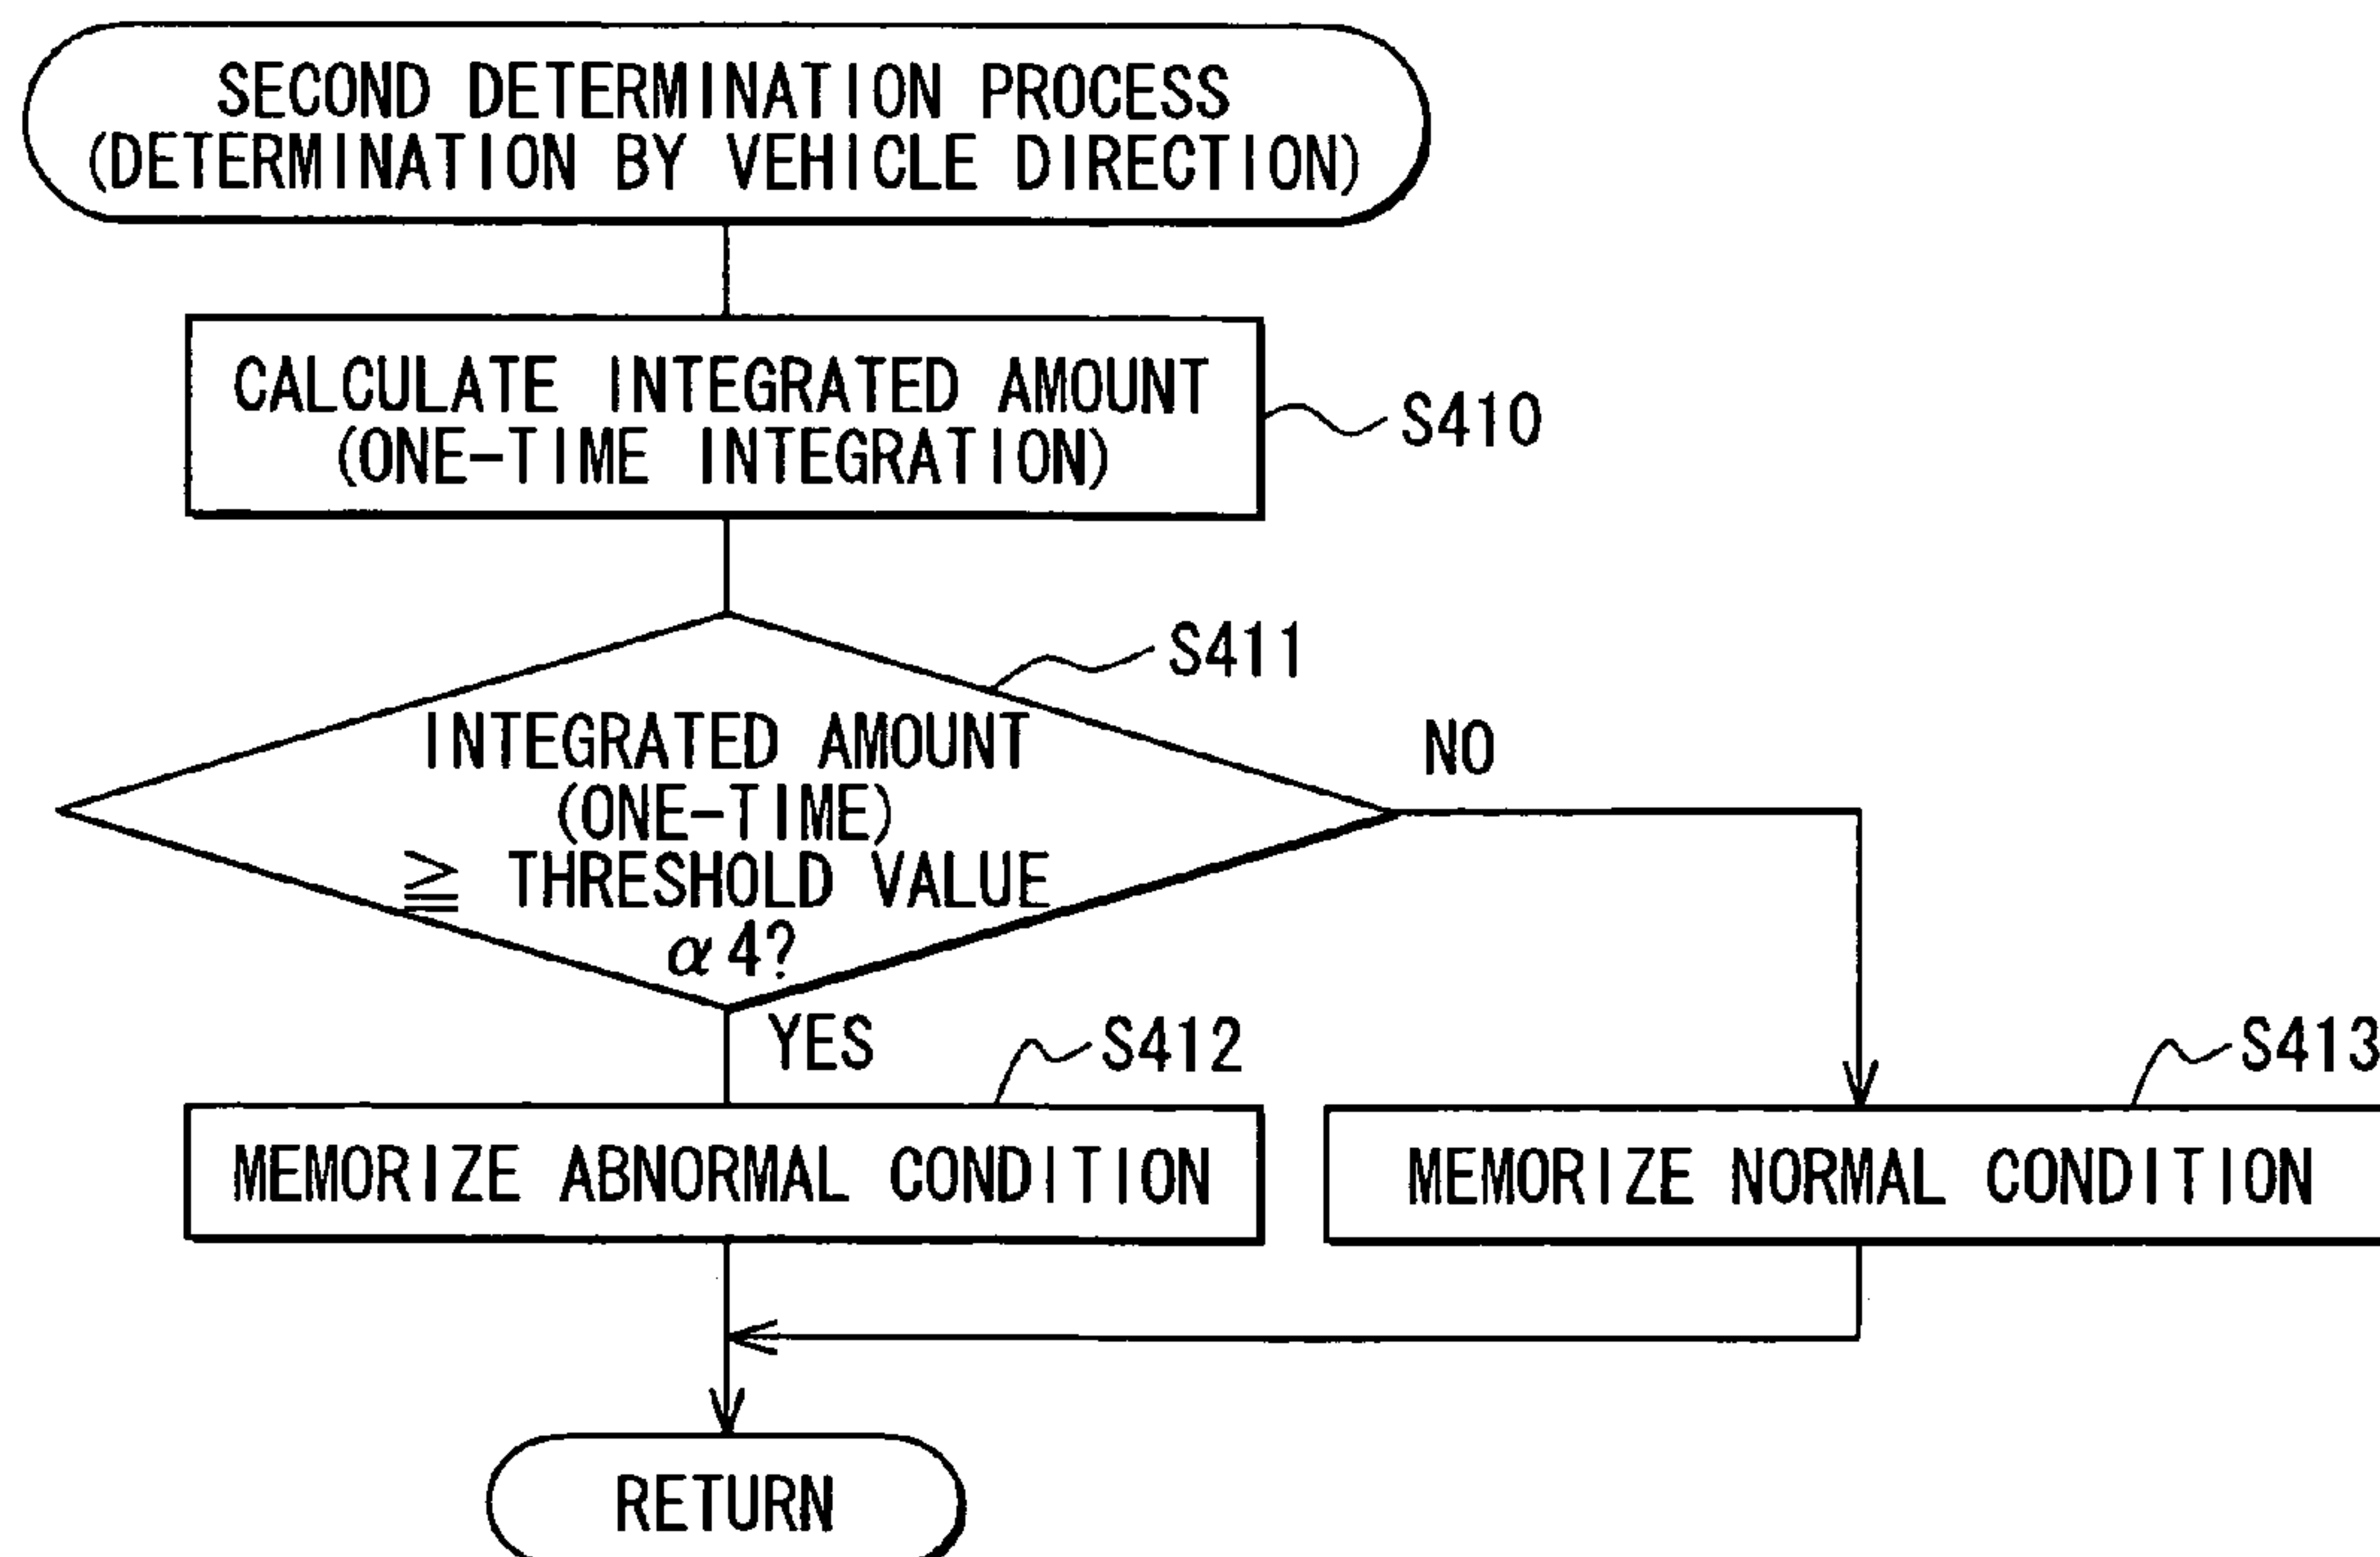 SECOND DETERMINATION PROCESS
(DETERMINATION BY VEHICLE DIRECTION)
CALCULATE INTEGRATED AMOUNT
(ONE-TIME INTEGRATION)
S410
S411
INTEGRATED AMOUNT
(ONE-TIME)
≧ THRESHOLD VALUE
α4?
NO
YES
S412
S413
MEMORIZE ABNORMAL CONDITION
MEMORIZE NORMAL CONDITION
RETURN